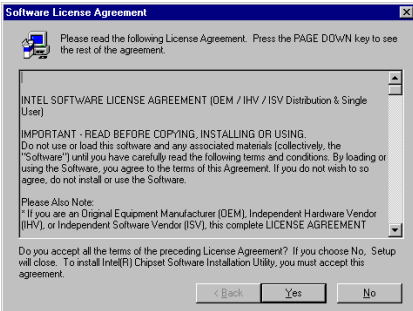 Software License Agreement
Please read the following License Agreement. Press the PAGE DOWN key to see
the rest of the agreement.
INTEL SOFTWARE LICENSE AGREEMENT (OEM / IHV / ISV Distribution & Single
User)
IMPORTANT - READ BEFORE COPYING, INSTALLING OR USING.
Do not use or load this software and any associated materials (collectively, the
"Software") until you have carefully read the following terms and conditions. By loading or
using the Software, you agree to the terms of this Agreement. If you do not wish to so
agree, do not install or use the Software.
Please Also Note:
* If you are an Original Equipment Manufacturer (OEM), Independent Hardware Vendor
(IHV), or Independent Software Vendor (ISV), this complete LICENSE AGREEMENT
Do you accept all the terms of the preceding License Agreement? If you choose No, Setup
will close. To install Intel(R) Chipset Software Installation Utility, you must accept this
agreement.
< Back Yes No